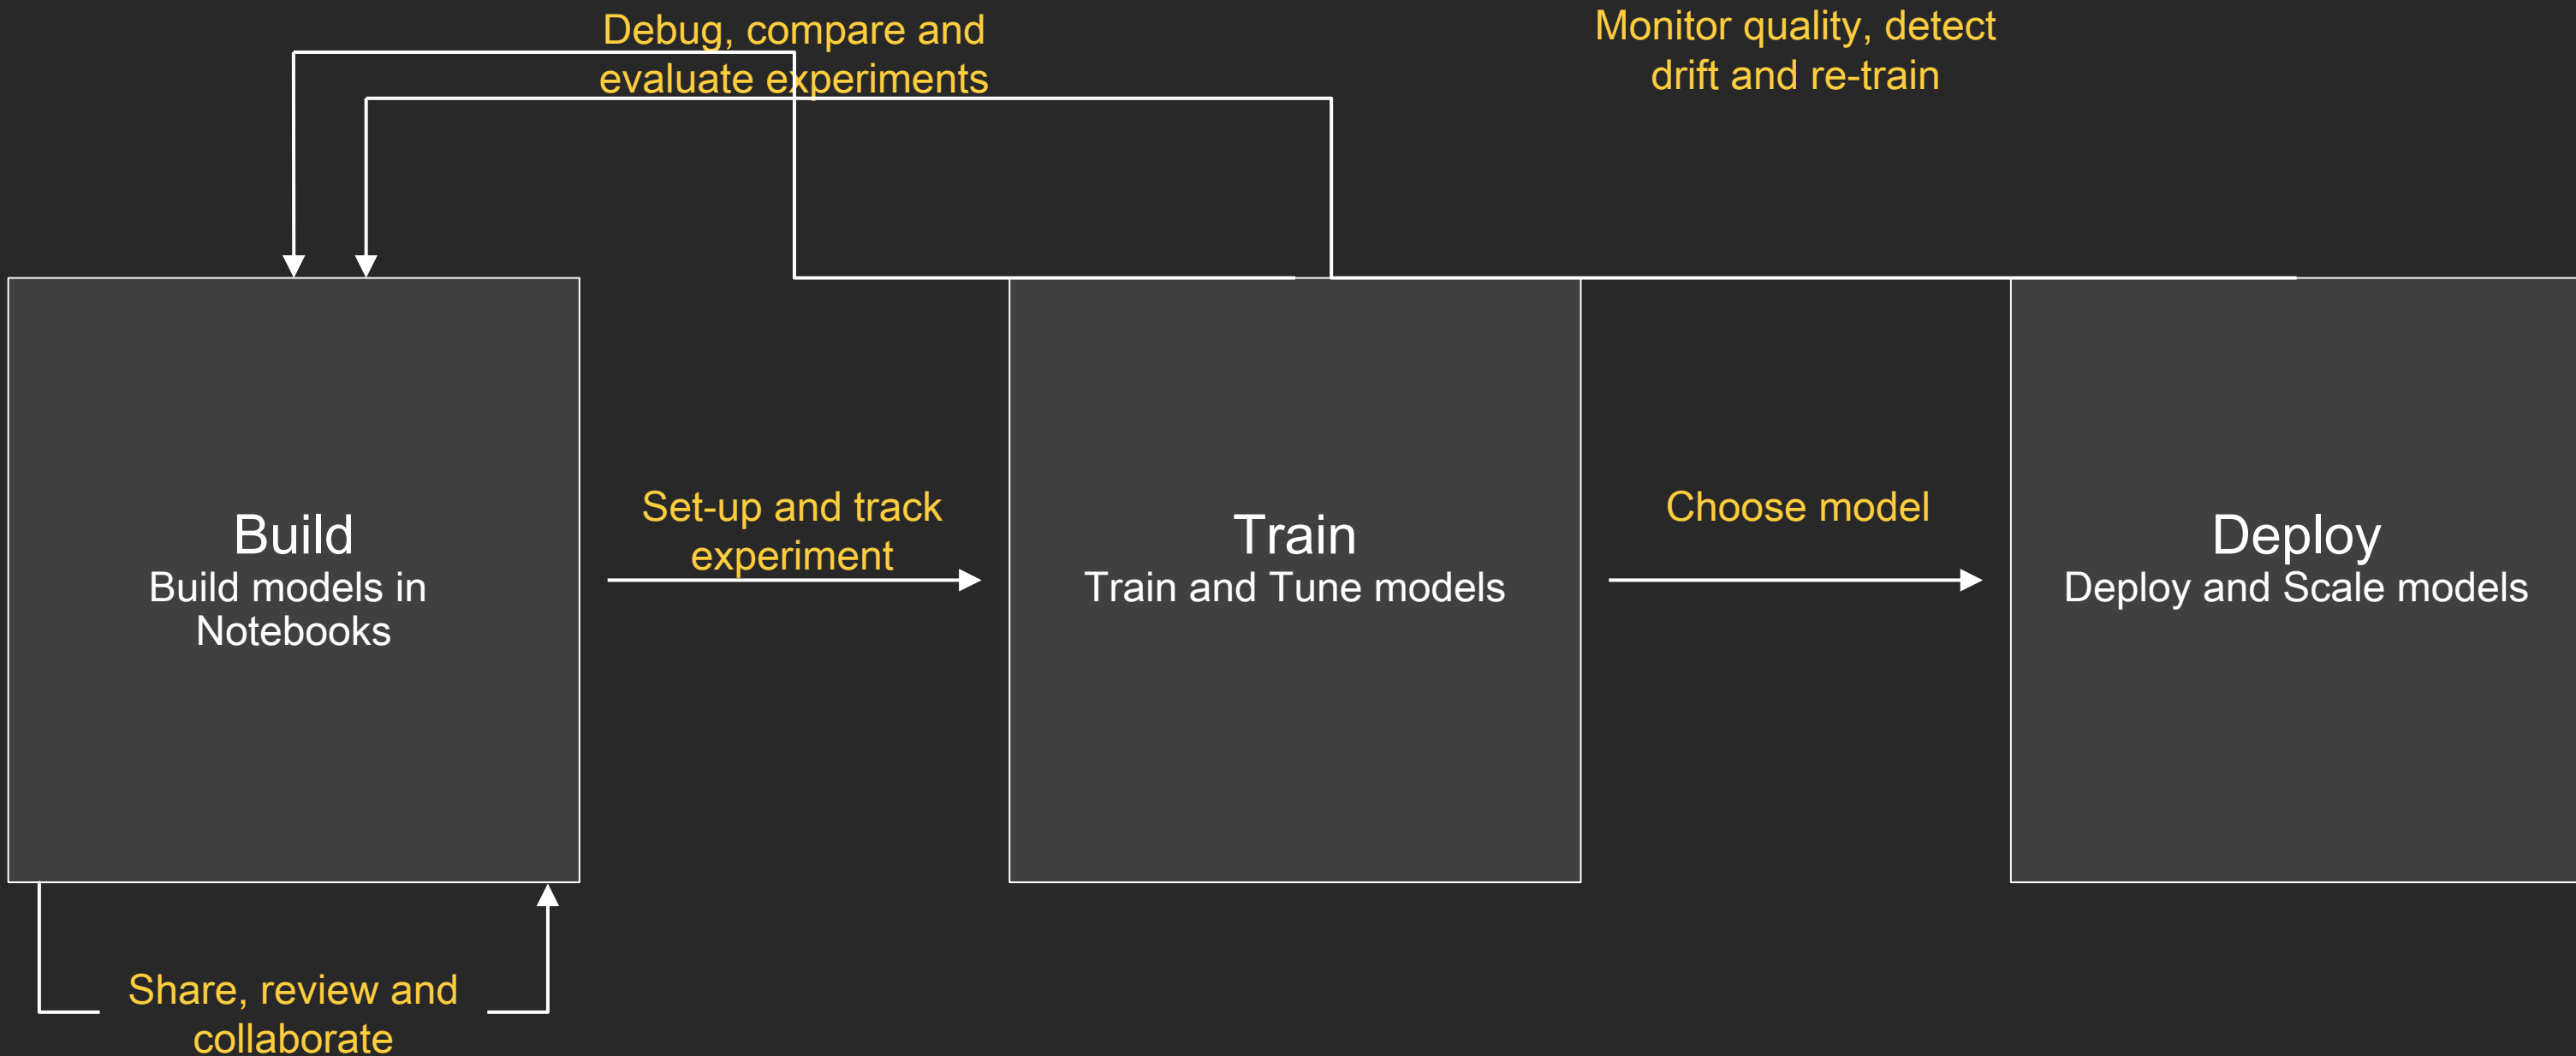 Debug, compare and
evaluate experiments
Monitor quality, detect
drift and re-train
Build
Build models in
Notebooks
Set-up and track
experiment
Train
Train and Tune models
Choose model
Deploy
Deploy and Scale models
Share, review and
collaborate